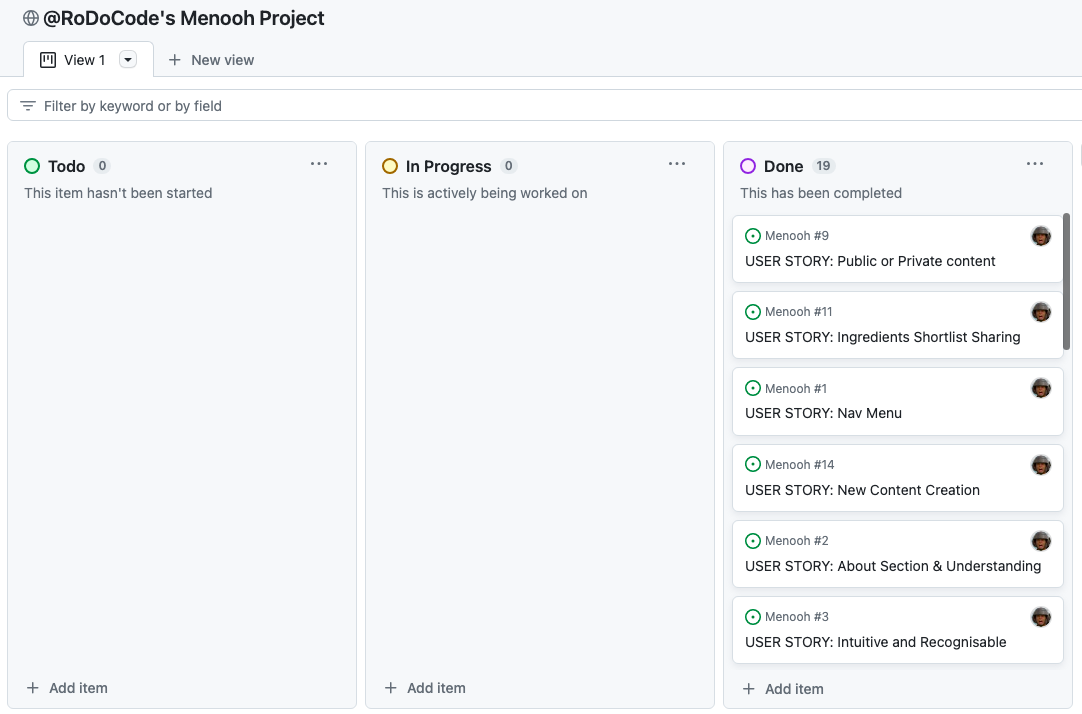 @RoDoCode's Menooh Project
View 1
New view
Filter by keyword or by field
Todo 0
This item hasn't been started
Add item
In Progress 0
This is actively being worked on
Add item
Done 19
This has been completed
Menooh #9
USER STORY: Public or Private content
Menooh #11
USER STORY: Ingredients Shortlist Sharing
Menooh #1
USER STORY: Nav Menu
Menooh #14
USER STORY: New Content Creation
Menooh #2
USER STORY: About Section & Understanding
Menooh #3
USER STORY: Intuitive and Recognisable
Add item